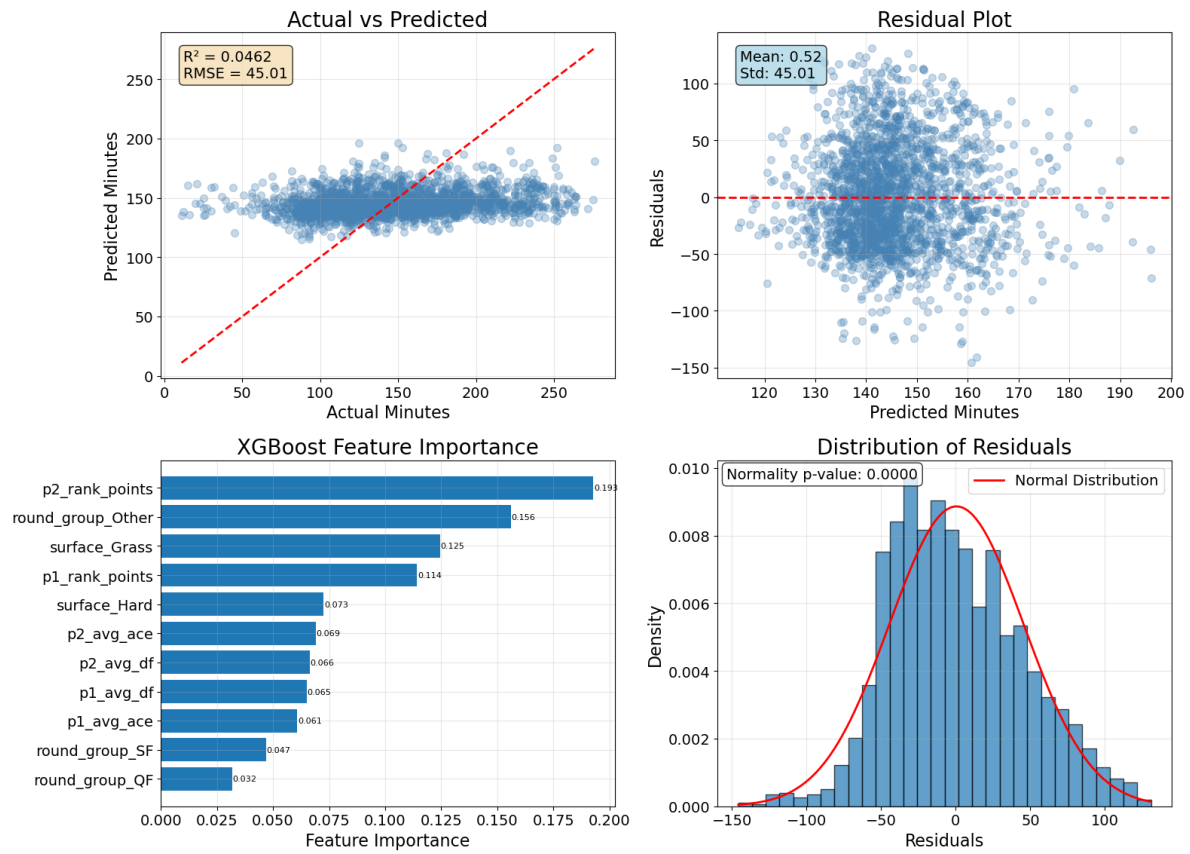 Actual vs Predicted
R² = 0.0462
RMSE = 45.01
250
200
150
100
50
0
Predicted Minutes
0
50
100
150
200
250
Actual Minutes
Residual Plot
Mean: 0.52
Std: 45.01
100
50
0
−50
−100
−150
Residuals
120
130
140
150
160
170
180
190
200
Predicted Minutes
XGBoost Feature Importance
p2_rank_points
0.193
round_group_Other
0.156
surface_Grass
0.125
p1_rank_points
0.114
surface_Hard
0.073
p2_avg_ace
0.069
p2_avg_df
0.066
p1_avg_df
0.065
p1_avg_ace
0.061
round_group_SF
0.047
round_group_QF
0.032
0.000
0.025
0.050
0.075
0.100
0.125
0.150
0.175
0.200
Feature Importance
Distribution of Residuals
Normality p-value: 0.0000
Normal Distribution
0.010
0.008
0.006
0.004
0.002
0.000
Density
−150
−100
−50
0
50
100
Residuals